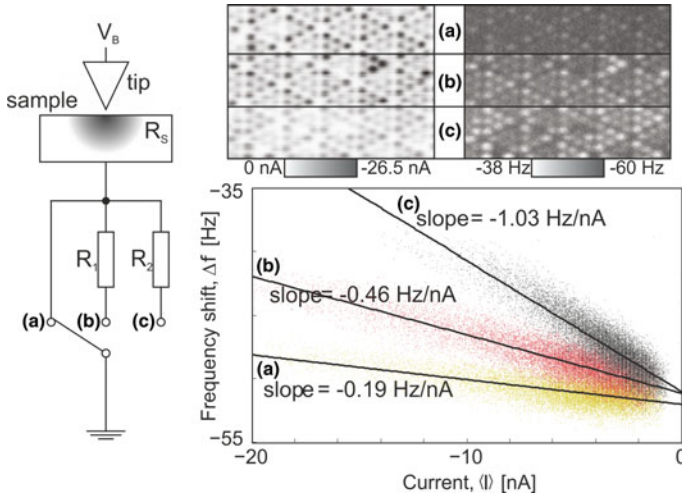 V_B
tip
sample
R_S
R_1
R_2
(a)
(b)
(c)
(a)
(b)
(c)
0 nA
-26.5 nA
-38 Hz
-60 Hz
-35
-55
Frequency shift, Δf [Hz]
(c)
slope= -1.03 Hz/nA
(b)
slope= -0.46 Hz/nA
(a)
slope= -0.19 Hz/nA
−20
−10
0
Current, ⟨I⟩ [nA]